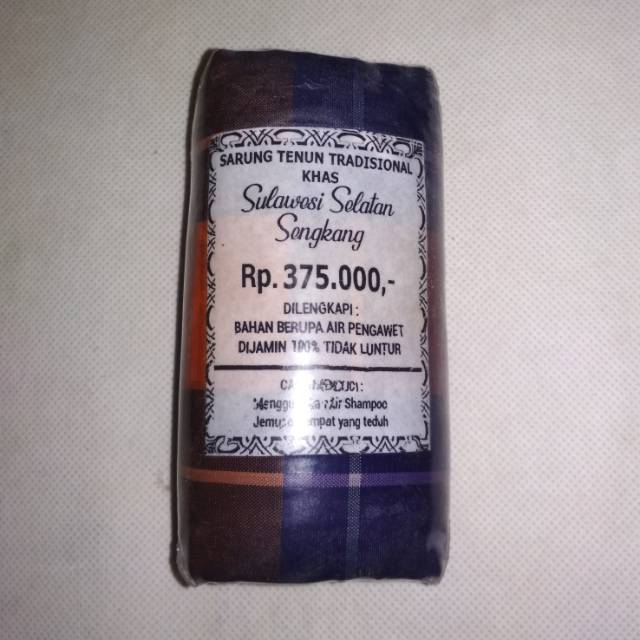 SARUNG TENUN TRADISIONAL
KHAS
Sulawesi Selatan
Sengkang
Rp. 375.000,-
DILENGKAPI :
BAHAN BERUPA AIR PENGAWET
DIJAMIN 100% TIDAK LUNTUR
Air Shampoo
yang teduh